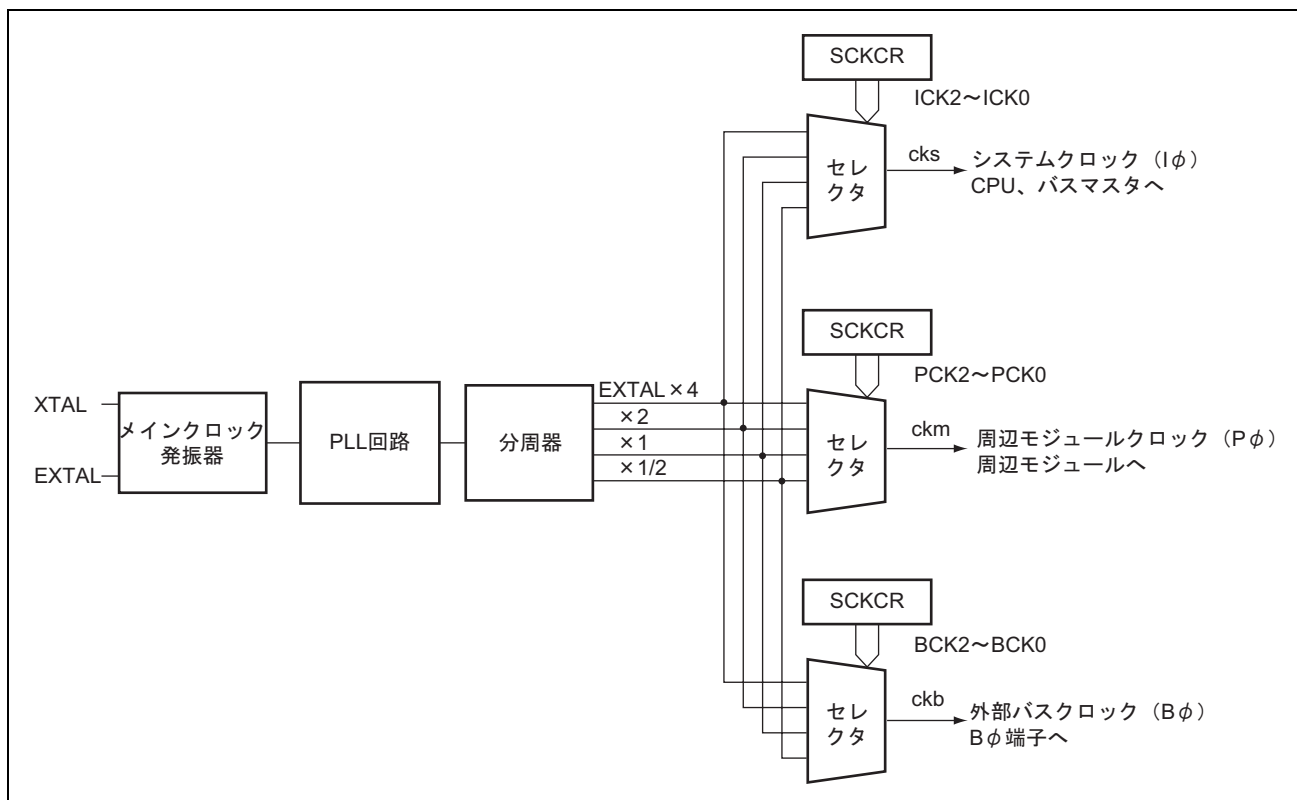 SCKCR
ICK2～ICK0
セレ
クタ
cks
システムクロック（Iφ）
CPU、バスマスタへ
SCKCR
PCK2～PCK0
XTAL
EXTAL
メインクロック
発振器
PLL回路
分周器
EXTAL×4
×2
×1
×1/2
セレ
クタ
ckm
周辺モジュールクロック（Pφ）
周辺モジュールへ
SCKCR
BCK2～BCK0
セレ
クタ
ckb
外部バスクロック（Bφ）
Bφ端子へ